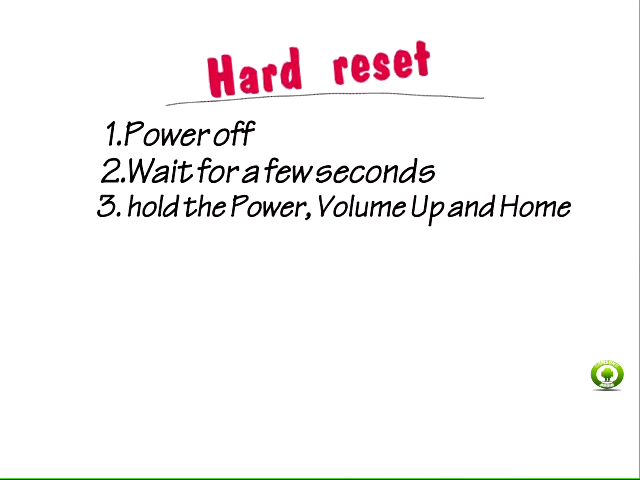 Hard reset
1.Power off
2.Wait for a few seconds
3. hold the Power, Volume Up and Home